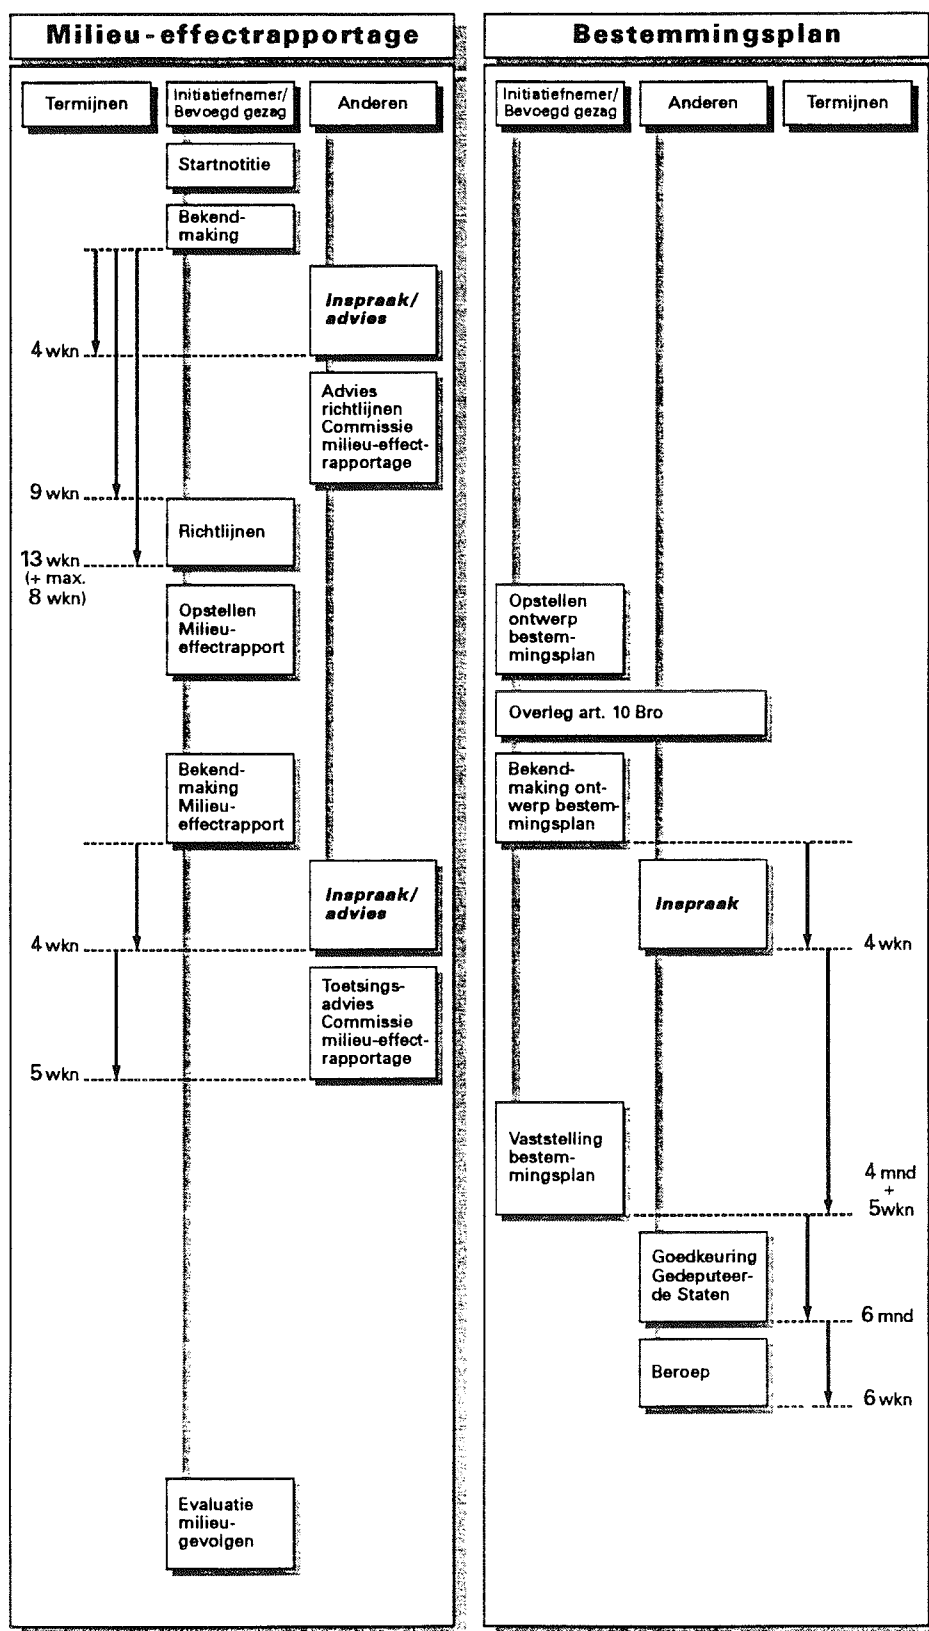 Milieu-effectrapportage
Termijnen
Initiatiefnemer/
Bevoegd gezag
Anderen
Startnotitie
Bekend-
making
Inspraak/
advies
4 wkn
Advies
richtlijnen
Commissie
milieu-effect-
rapportage
9 wkn
Richtlijnen
13 wkn
(+ max.
8 wkn)
Opstellen
Milieu-
effectrapport
Bekend-
making
Milieu-
effectrapport
Inspraak/
advies
4 wkn
Toetsings-
advies
Commissie
milieu-effect-
rapportage
5 wkn
Evaluatie
milieu-
gevolgen
Bestemmingsplan
Initiatiefnemer/
Bevoegd gezag
Anderen
Termijnen
Opstellen
ontwerp
bestem-
mingsplan
Overleg art. 10 Bro
Bekend-
making ont-
werp bestem-
mingsplan
Inspraak
4 wkn
Vaststelling
bestem-
mingsplan
4 mnd
+
5wkn
Goedkeuring
Gedeputeer-
de Staten
6 mnd
Beroep
6 wkn